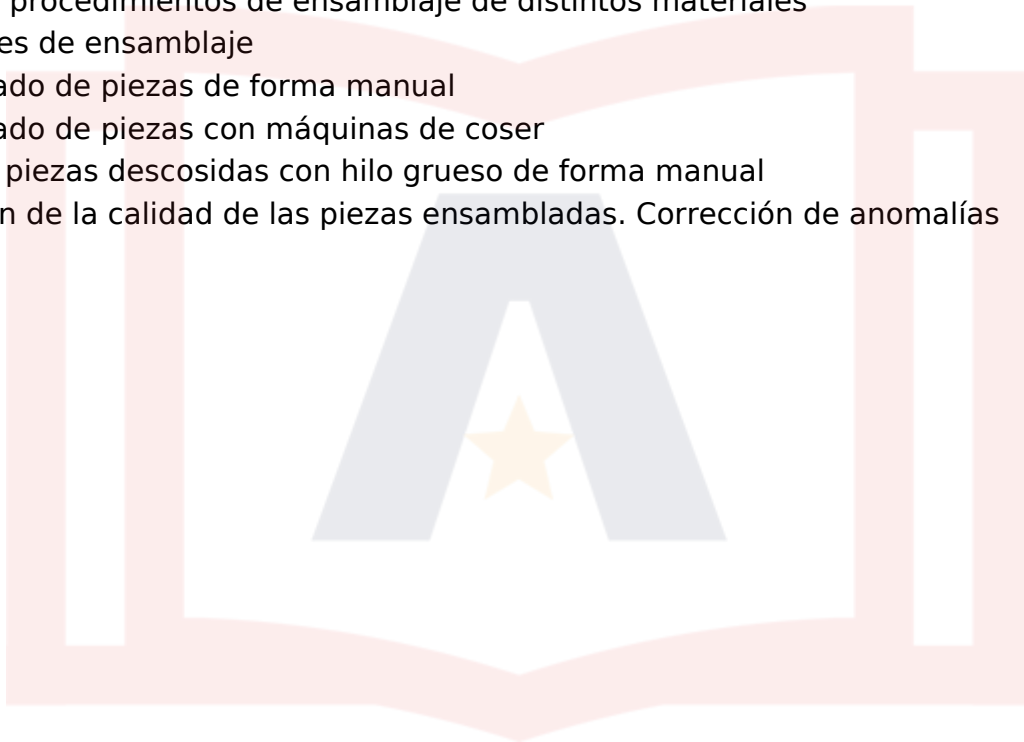 procedimientos de ensamblaje de distintos materiales
es de ensamblaje
ado de piezas de forma manual
ado de piezas con máquinas de coser
piezas descosidas con hilo grueso de forma manual
n de la calidad de las piezas ensambladas. Corrección de anomalías